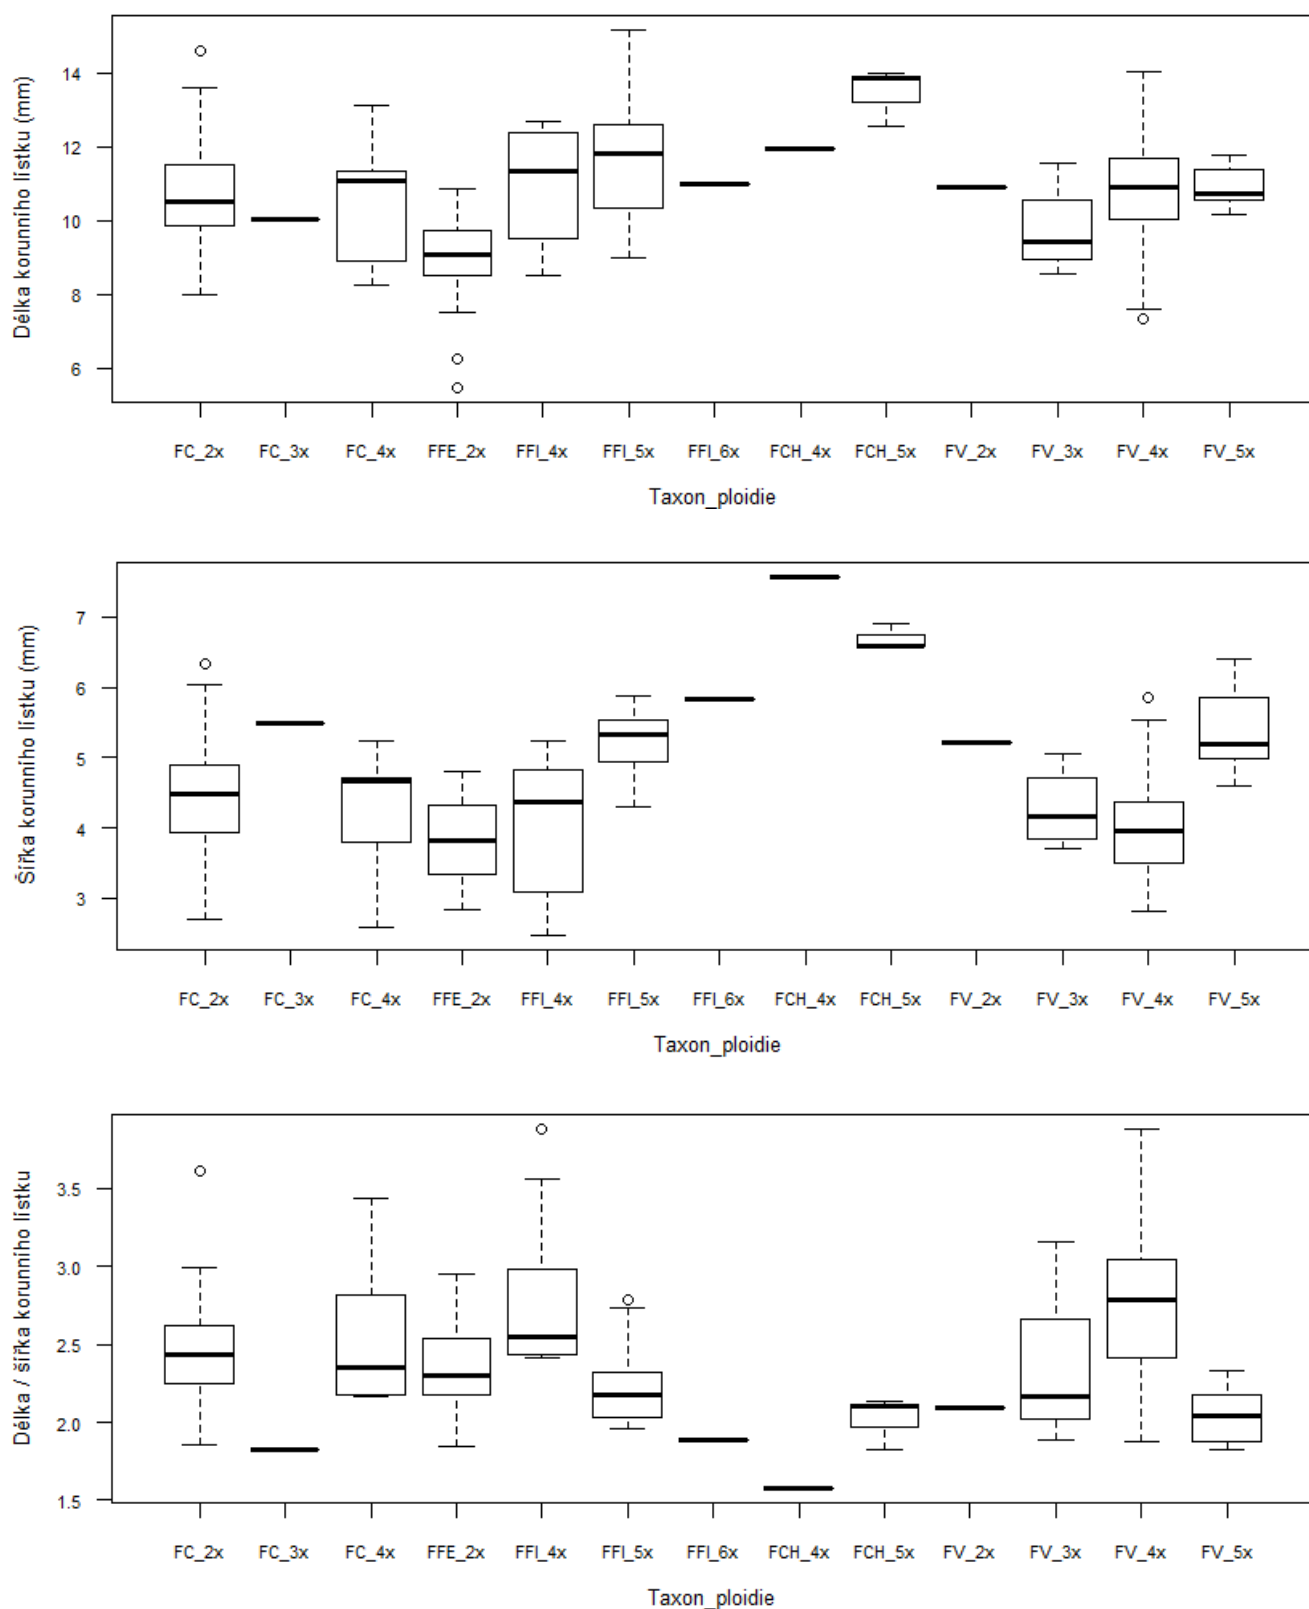 Délka korunního lístku (mm)
14
12
10
8
6
FC_2x FC_3x FC_4x FFE_2x FFI_4x FFI_5x FFI_6x FCH_4x FCH_5x FV_2x FV_3x FV_4x FV_5x
Taxon_ploidie
Šířka korunního lístku (mm)
7
6
5
4
3
FC_2x FC_3x FC_4x FFE_2x FFI_4x FFI_5x FFI_6x FCH_4x FCH_5x FV_2x FV_3x FV_4x FV_5x
Taxon_ploidie
Délka / šířka korunního lístku
3.5
3.0
2.5
2.0
1.5
FC_2x FC_3x FC_4x FFE_2x FFI_4x FFI_5x FFI_6x FCH_4x FCH_5x FV_2x FV_3x FV_4x FV_5x
Taxon_ploidie